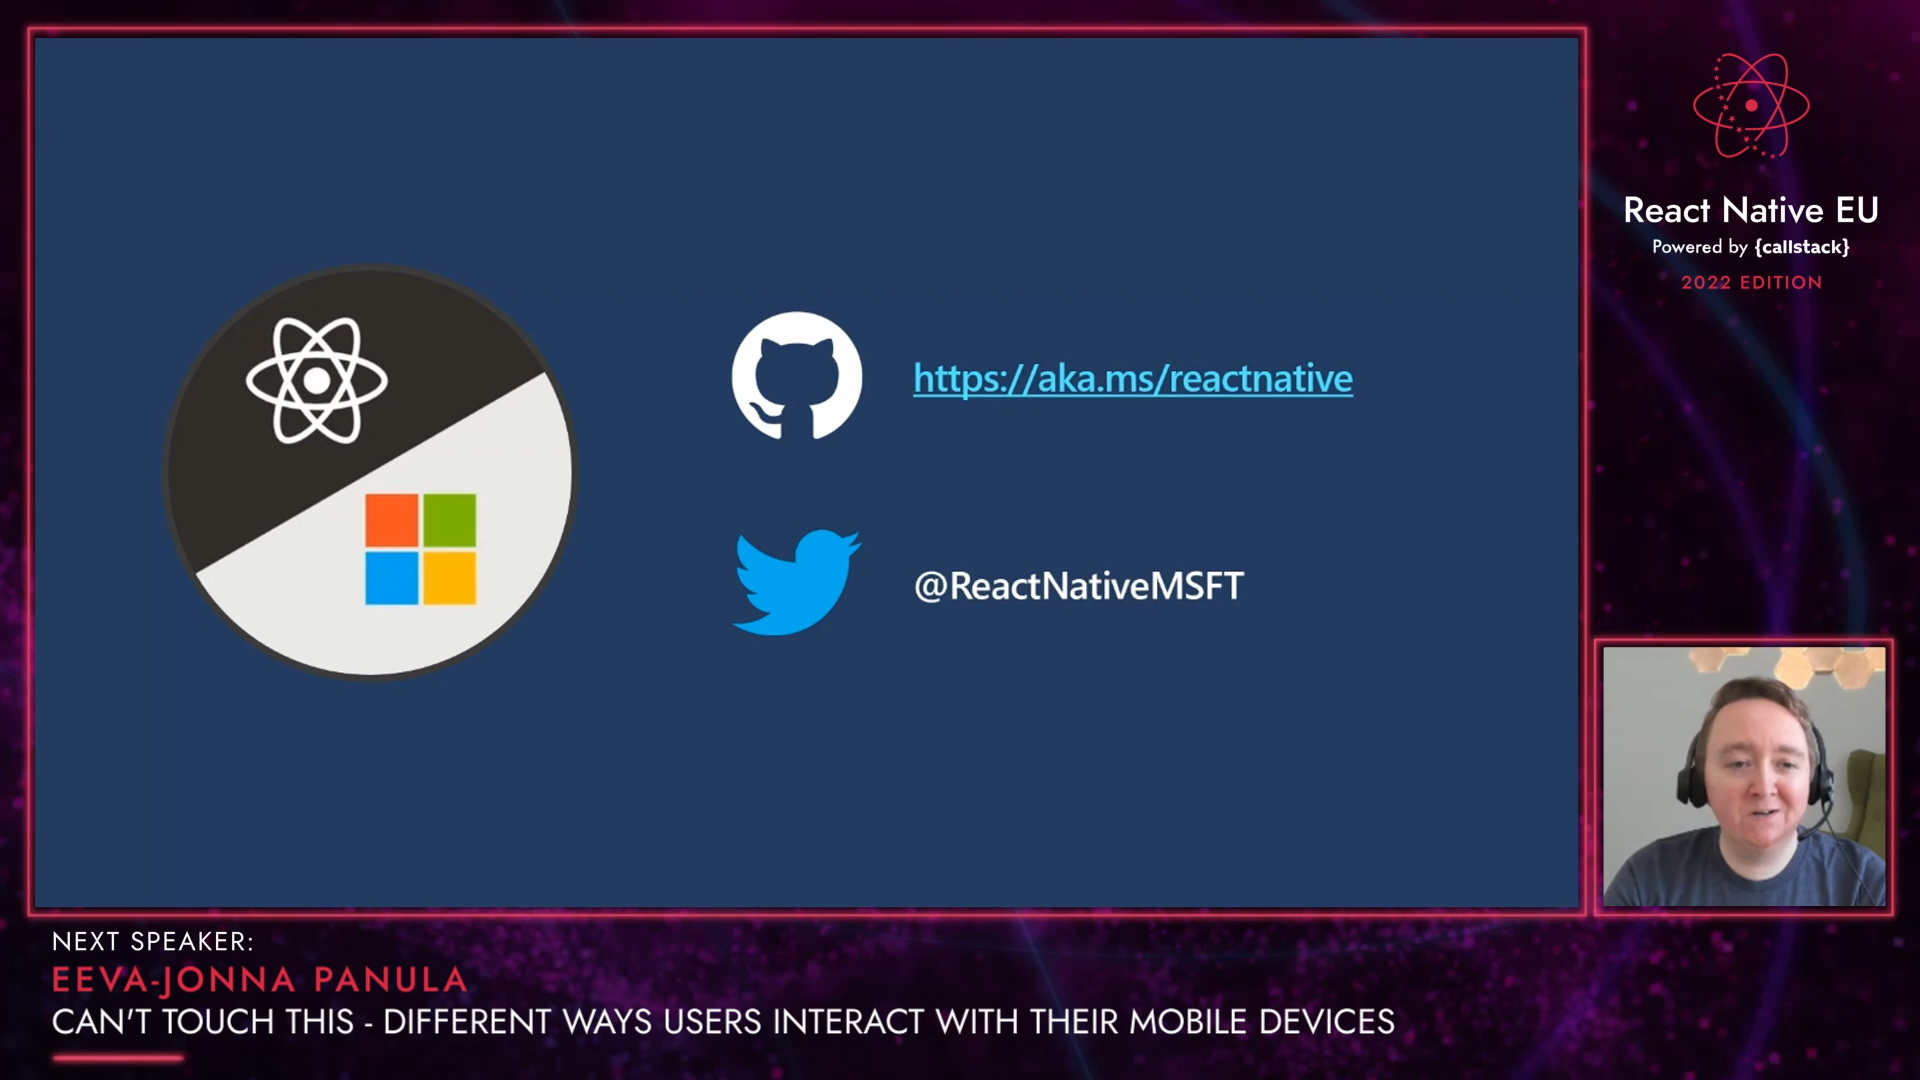 https://aka.ms/reactnative
@ReactNativeMSFT
React Native EU
Powered by {callstack}
2022 EDITION
NEXT SPEAKER:
EEVA-JONNA PANULA
CAN'T TOUCH THIS - DIFFERENT WAYS USERS INTERACT WITH THEIR MOBILE DEVICES